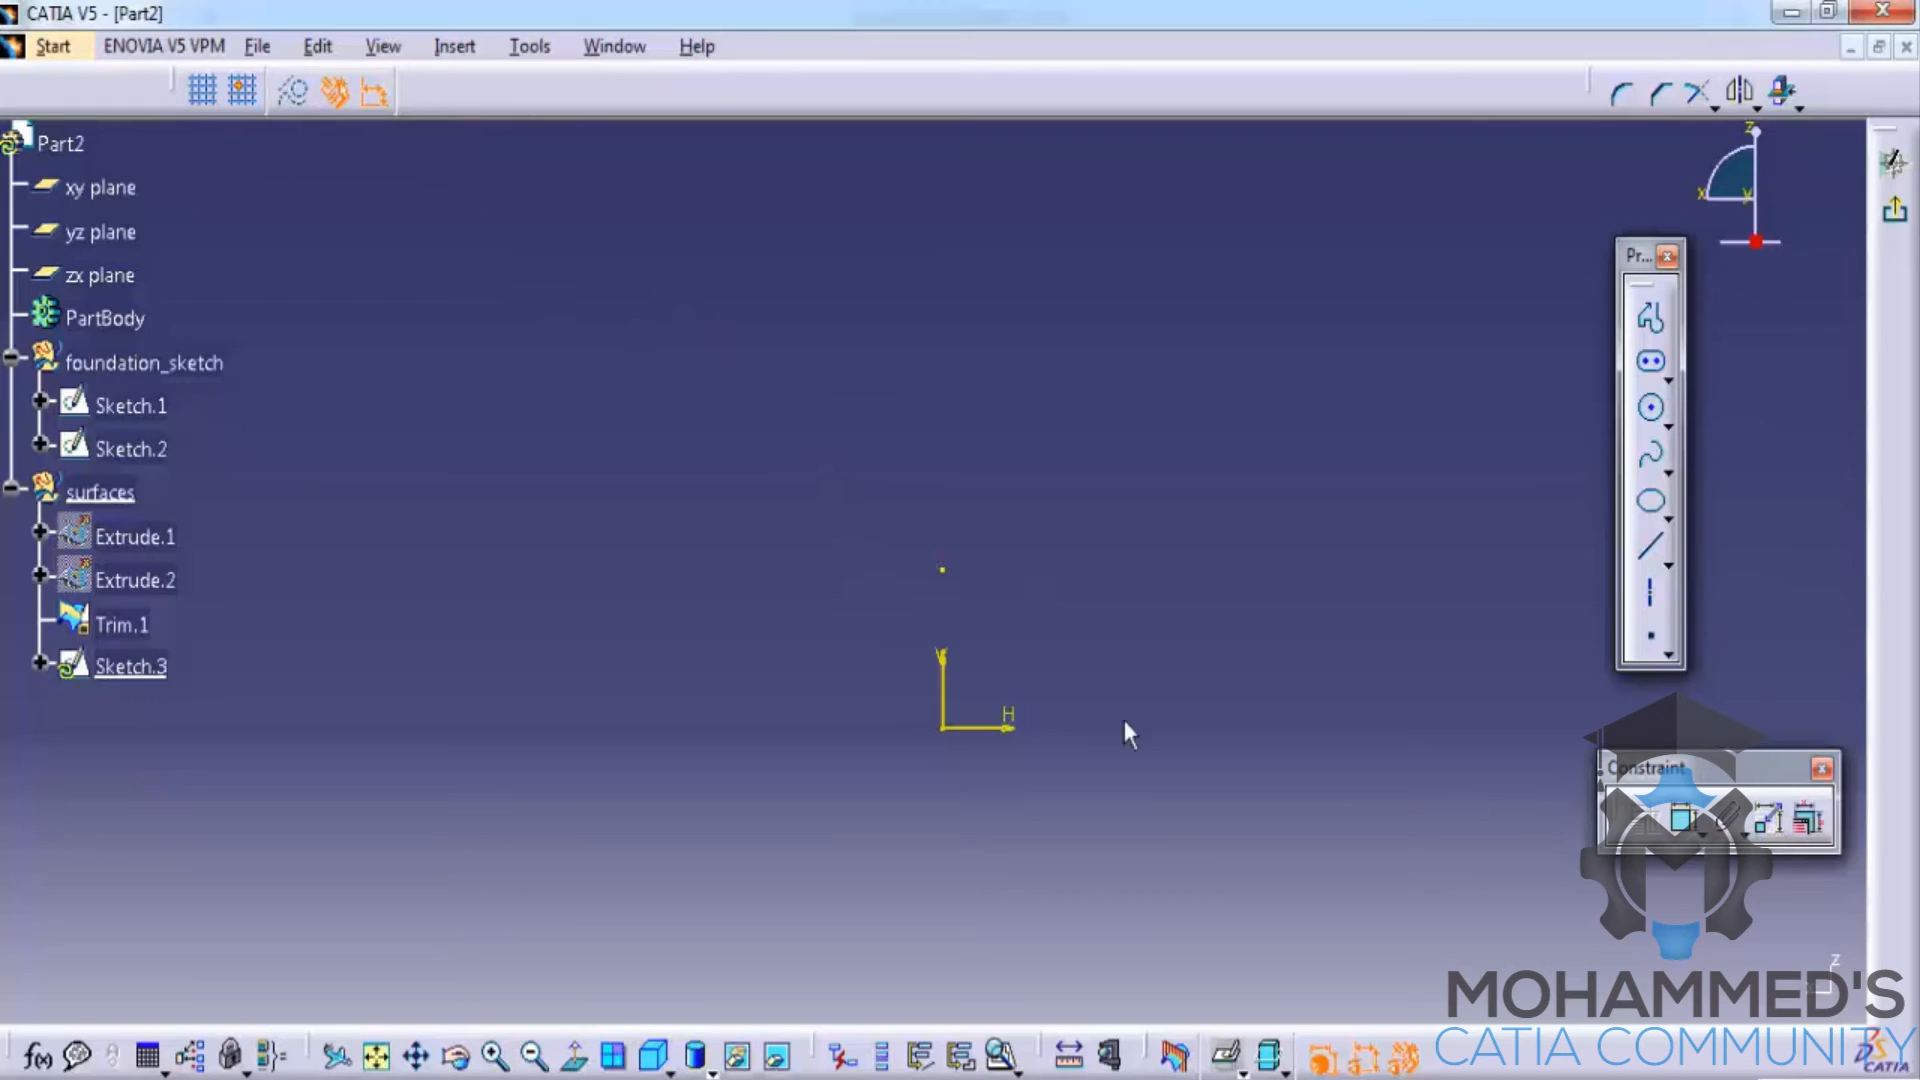 CATIA V5 - [Part2]
Start ENOVIA V5 VPM File Edit View Insert Tools Window Help
Part2
xy plane
yz plane
zx plane
PartBody
foundation_sketch
Sketch.1
Sketch.2
surfaces
Extrude.1
Extrude.2
Trim.1
Sketch.3
V
H
z
x y
Pr...
Constraint
z
MOHAMMED'S
CATIA COMMUNITY
f(x)
CATIA